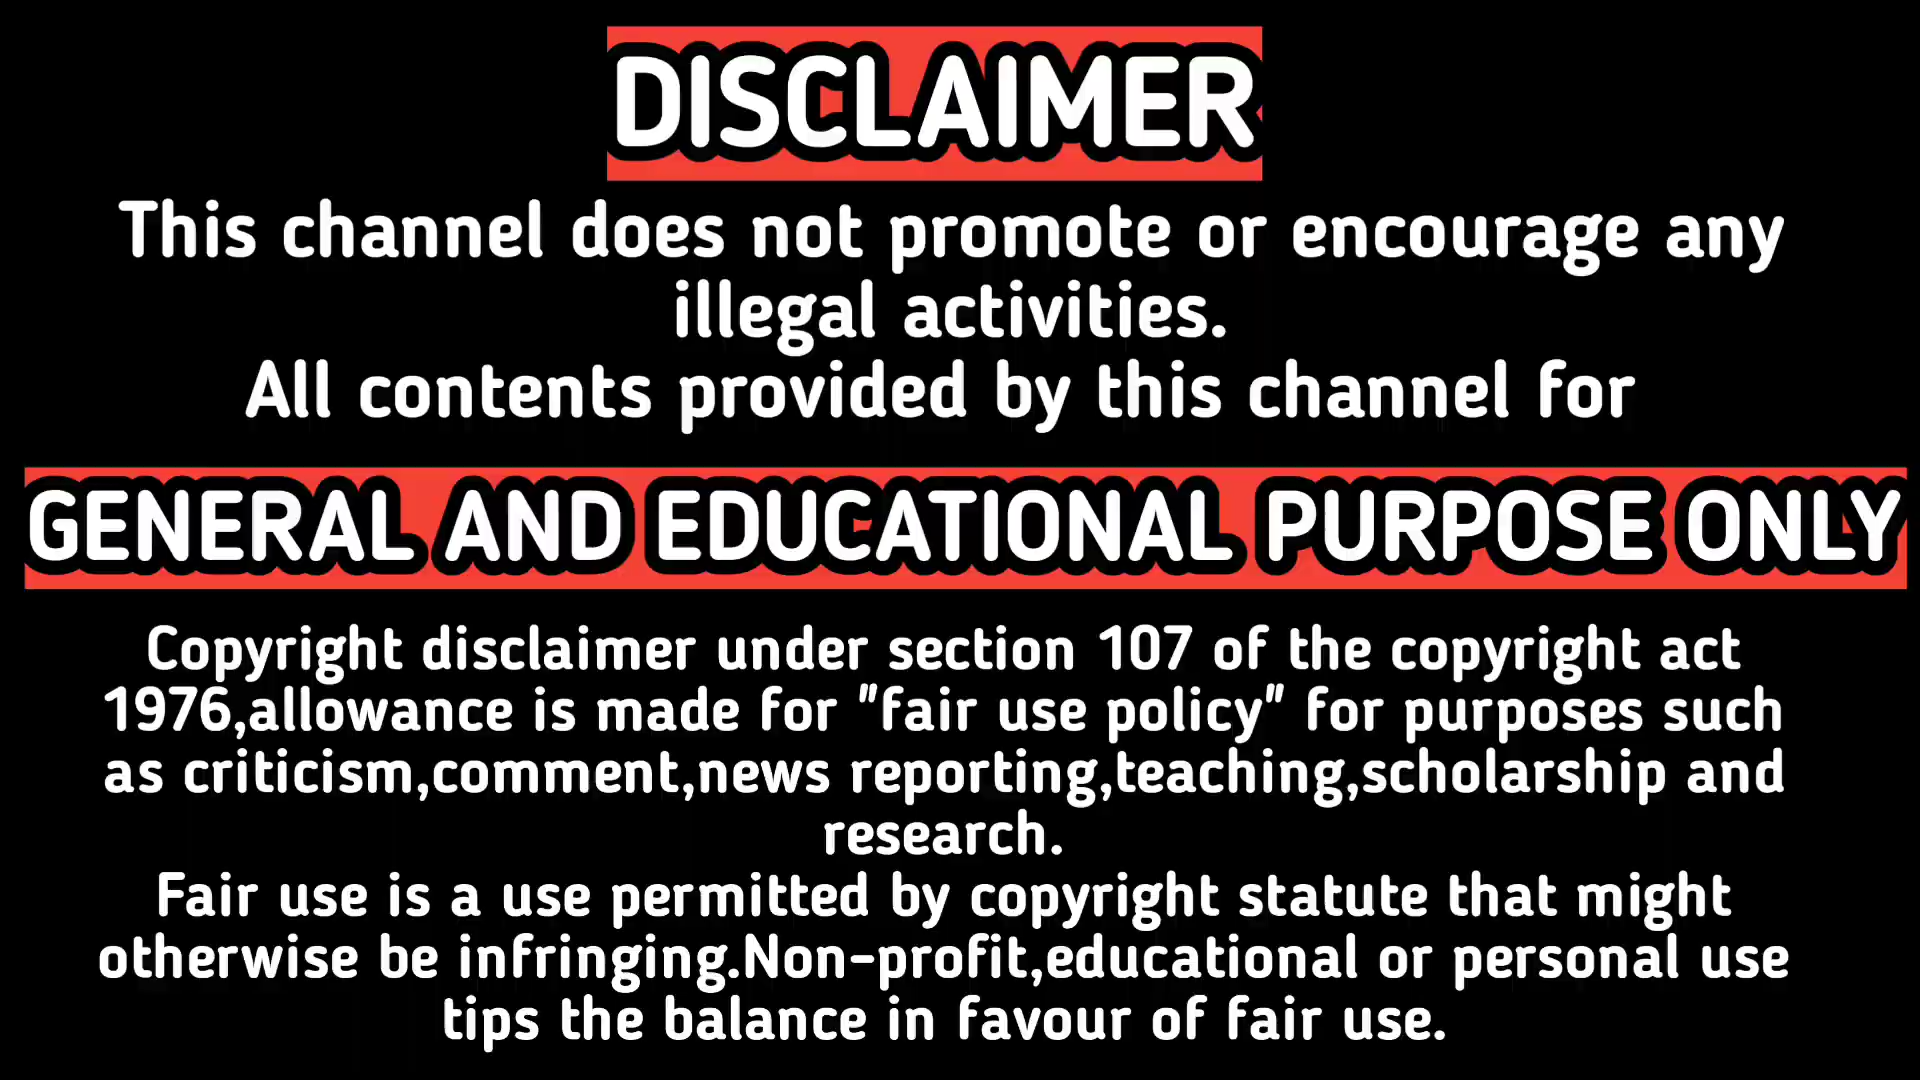 DISCLAIMER
This channel does not promote or encourage any
illegal activities.
All contents provided by this channel for
GENERAL AND EDUCATIONAL PURPOSE ONLY
Copyright disclaimer under section 107 of the copyright act
1976,allowance is made for "fair use policy" for purposes such
as criticism,comment,news reporting,teaching,scholarship and
research.
Fair use is a use permitted by copyright statute that might
otherwise be infringing.Non-profit,educational or personal use
tips the balance in favour of fair use.